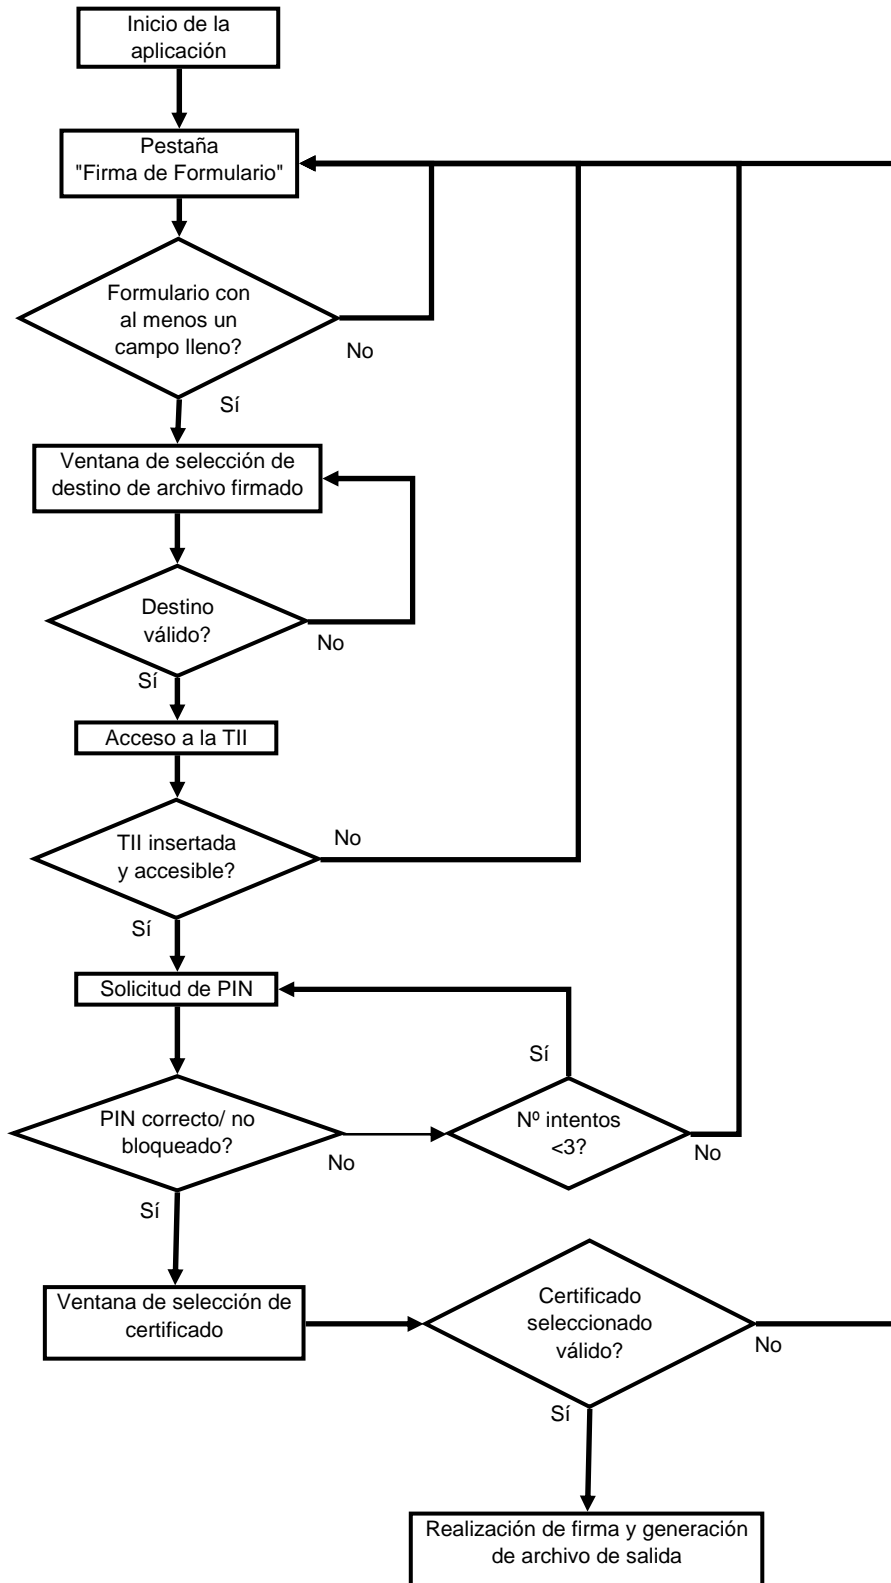 Inicio de la
aplicación
Pestaña
"Firma de Formulario"
Formulario con
al menos un
campo lleno?
No
Sí
Ventana de selección de
destino de archivo firmado
Destino
válido?
No
Sí
Acceso a la TII
TII insertada
y accesible?
No
Sí
Solicitud de PIN
Sí
PIN correcto/ no
bloqueado?
No
Nº intentos
<3?
No
Sí
Ventana de selección de
certificado
Certificado
seleccionado
válido?
No
Sí
Realización de firma y generación
de archivo de salida